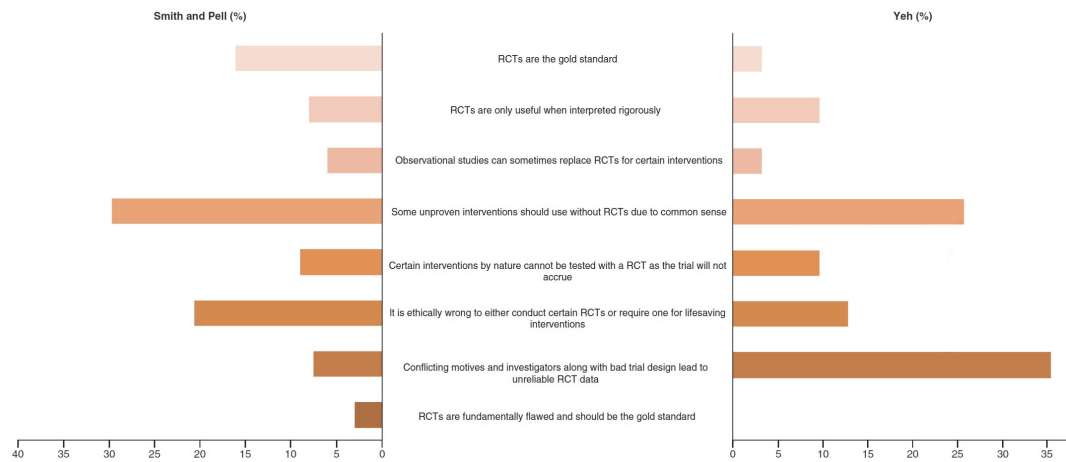 Smith and Pell (%)
Yeh (%)
RCTs are the gold standard
RCTs are only useful when interpreted rigorously
Observational studies can sometimes replace RCTs for certain interventions
Some unproven interventions should use without RCTs due to common sense
Certain interventions by nature cannot be tested with a RCT as the trial will not
accrue
It is ethically wrong to either conduct certain RCTs or require one for lifesaving
interventions
Conflicting motives and investigators along with bad trial design lead to
unreliable RCT data
RCTs are fundamentally flawed and should be the gold standard
40 35 30 25 20 15 10 5 0
0 5 10 15 20 25 30 35